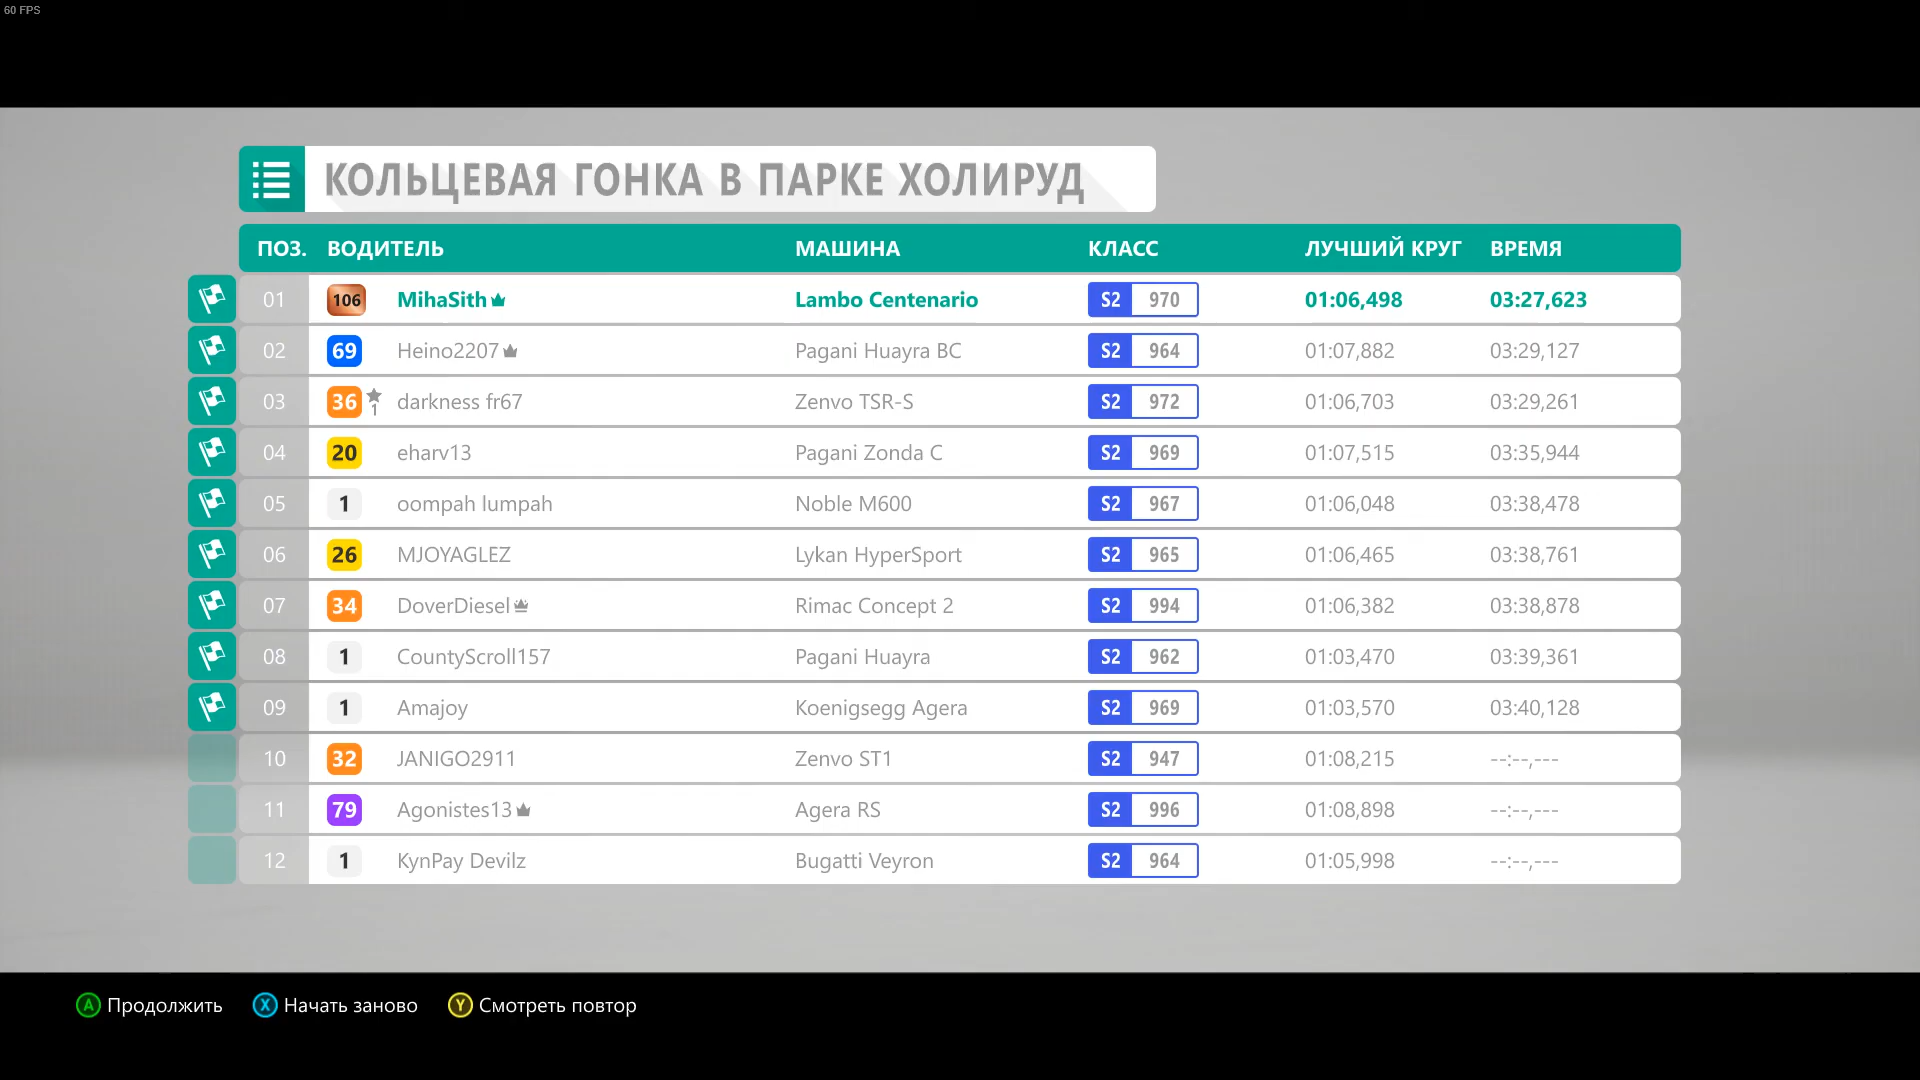 60 FPS
КОЛЬЦЕВАЯ ГОНКА В ПАРКЕ ХОЛИРУД
ПОЗ. ВОДИТЕЛЬ МАШИНА КЛАСС ЛУЧШИЙ КРУГ ВРЕМЯ
01 106 MihaSith Lambo Centenario S2 970 01:06,498 03:27,623
02 69 Heino2207 Pagani Huayra BC S2 964 01:07,882 03:29,127
03 36 1 darkness fr67 Zenvo TSR-S S2 972 01:06,703 03:29,261
04 20 eharv13 Pagani Zonda C S2 969 01:07,515 03:35,944
05 1 oompah lumpah Noble M600 S2 967 01:06,048 03:38,478
06 26 MJOYAGLEZ Lykan HyperSport S2 965 01:06,465 03:38,761
07 34 DoverDiesel Rimac Concept 2 S2 994 01:06,382 03:38,878
08 1 CountyScroll157 Pagani Huayra S2 962 01:03,470 03:39,361
09 1 Amajoy Koenigsegg Agera S2 969 01:03,570 03:40,128
10 32 JANIGO2911 Zenvo ST1 S2 947 01:08,215 --:--,---
11 79 Agonistes13 Agera RS S2 996 01:08,898 --:--,---
12 1 KynPay Devilz Bugatti Veyron S2 964 01:05,998 --:--,---
A Продолжить X Начать заново Y Смотреть повтор